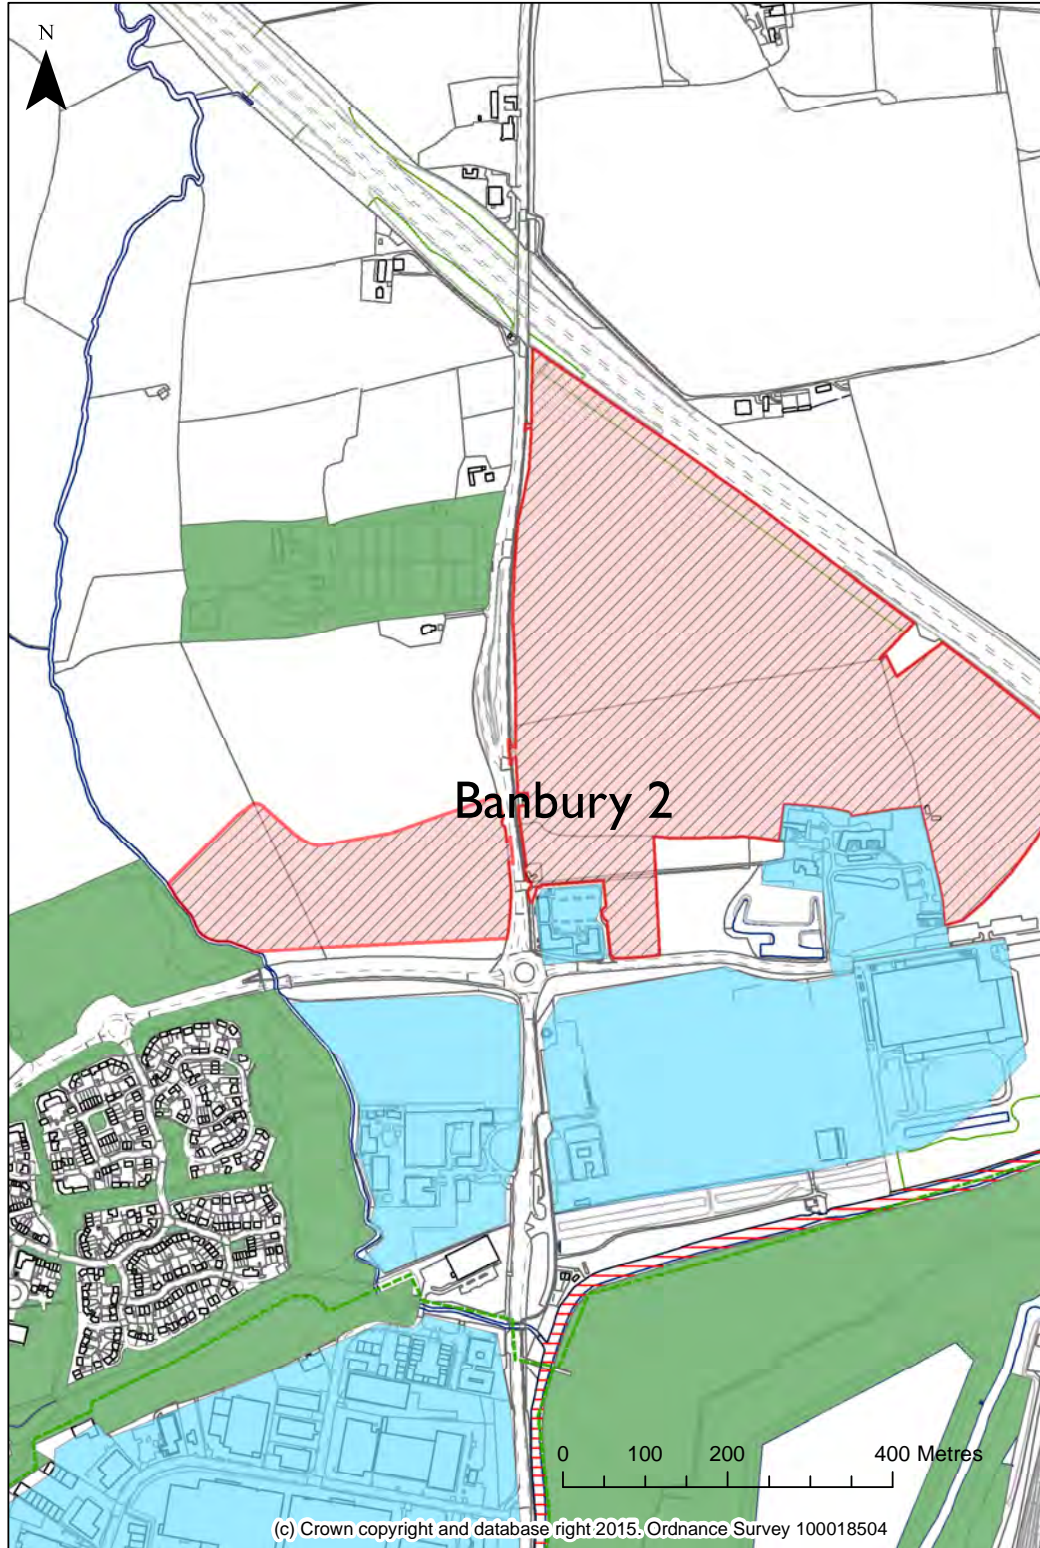 N
Banbury 2
0 100 200 400 Metres
(c) Crown copyright and database right 2015. Ordnance Survey 100018504